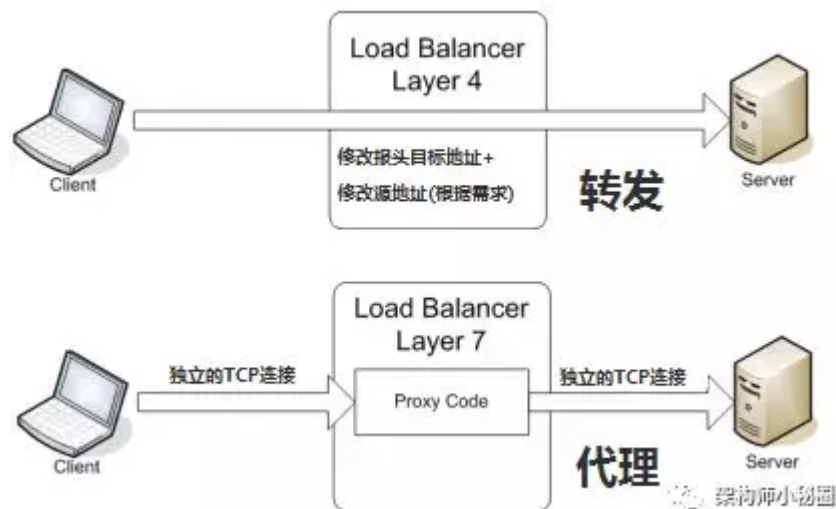 Load Balancer
Layer 4
Client
修改报头目标地址+
修改源地址(根据需求)
转发
Server
Load Balancer
Layer 7
独立的TCP连接
Proxy Code
独立的TCP连接
Client
代理
Server
架构师小秘圈